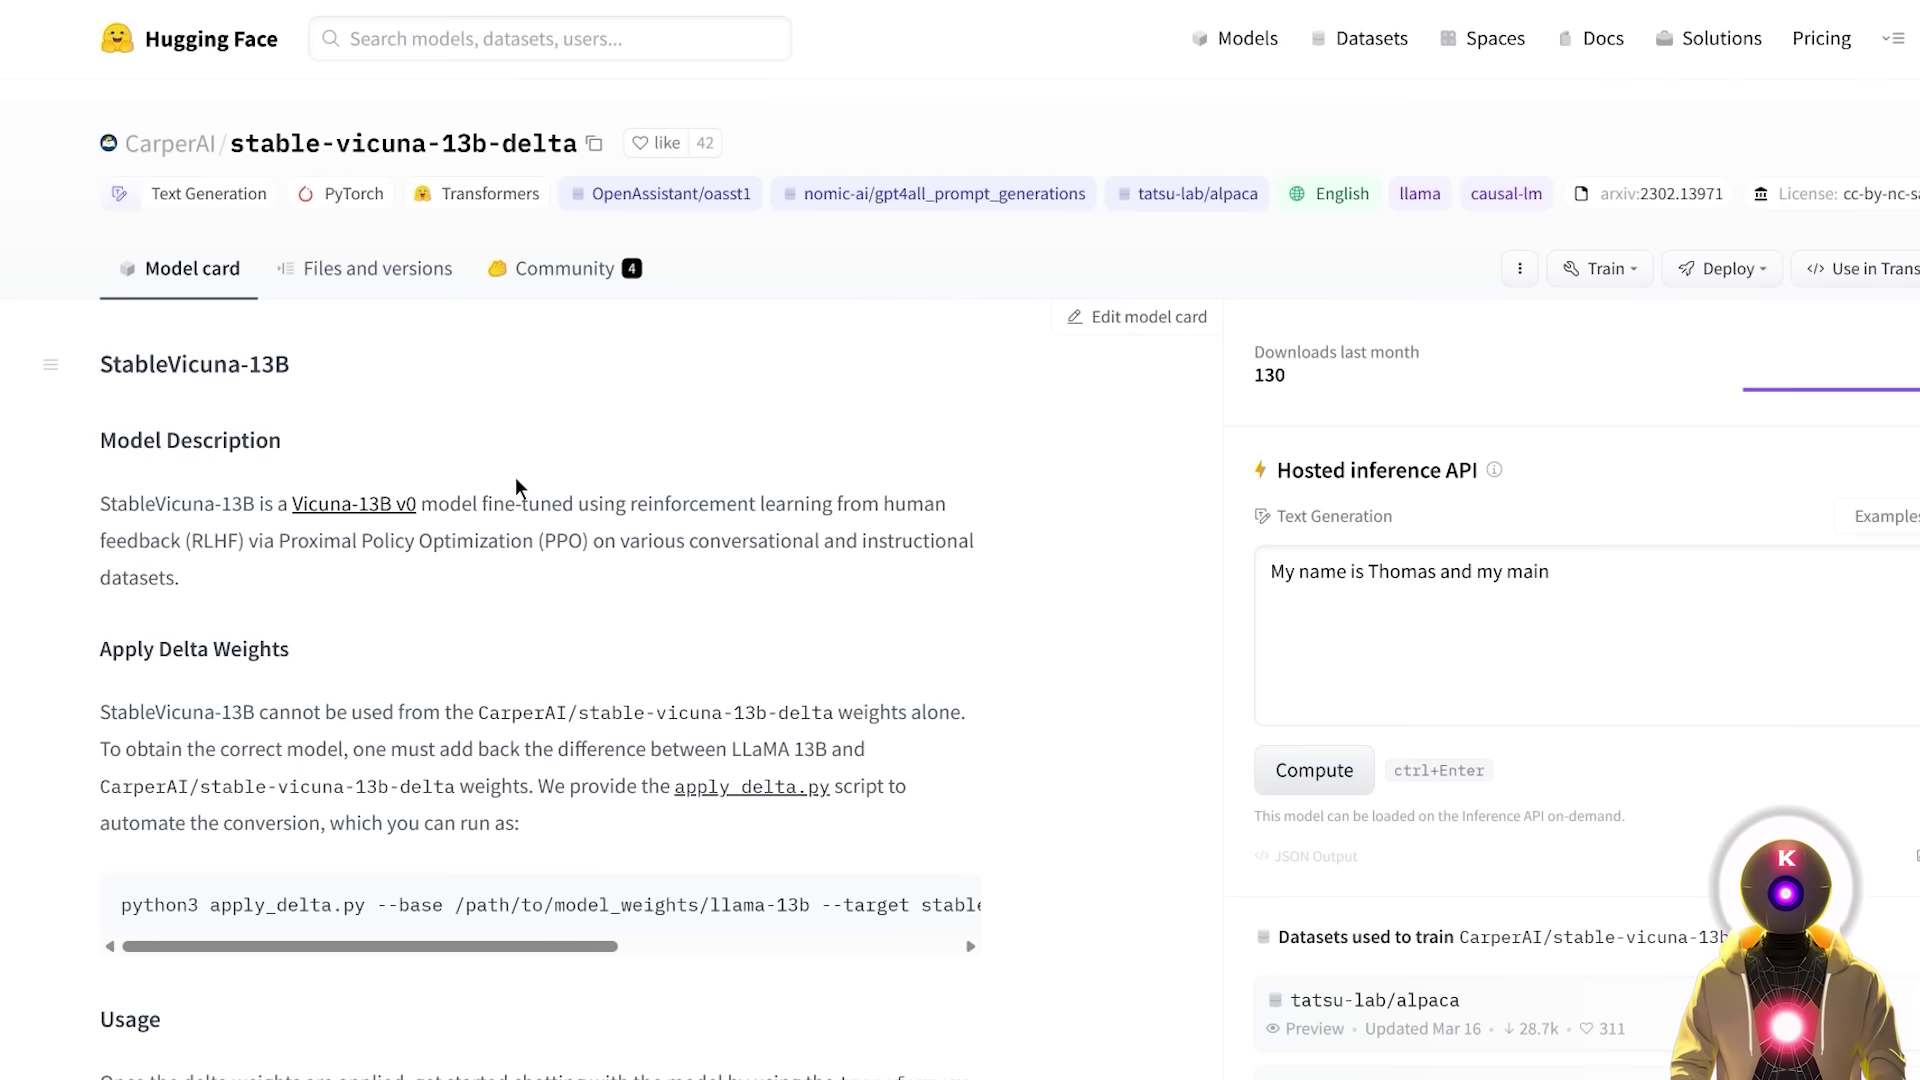 Hugging Face
Search models, datasets, users...
Models
Datasets
Spaces
Docs
Solutions
Pricing
CarperAI/stable-vicuna-13b-delta
like 42
Text Generation
PyTorch
Transformers
OpenAssistant/oasst1
nomic-ai/gpt4all_prompt_generations
tatsu-lab/alpaca
English
llama
causal-lm
arxiv:2302.13971
License: cc-by-nc-sa
Model card
Files and versions
Community 4
Train
Deploy
</> Use in Trans
Edit model card
StableVicuna-13B
Model Description
StableVicuna-13B is a Vicuna-13B v0 model fine-tuned using reinforcement learning from human
feedback (RLHF) via Proximal Policy Optimization (PPO) on various conversational and instructional
datasets.
Apply Delta Weights
StableVicuna-13B cannot be used from the CarperAI/stable-vicuna-13b-delta weights alone.
To obtain the correct model, one must add back the difference between LLaMA 13B and
CarperAI/stable-vicuna-13b-delta weights. We provide the apply_delta.py script to
automate the conversion, which you can run as:
python3 apply_delta.py --base /path/to/model_weights/llama-13b --target stable
Usage
Downloads last month
130
Hosted inference API
Text Generation
Examples
My name is Thomas and my main
Compute
ctrl+Enter
This model can be loaded on the Inference API on-demand.
</> JSON Output
Datasets used to train CarperAI/stable-vicuna-13b
tatsu-lab/alpaca
Preview • Updated Mar 16 • 28.7k • 311
K